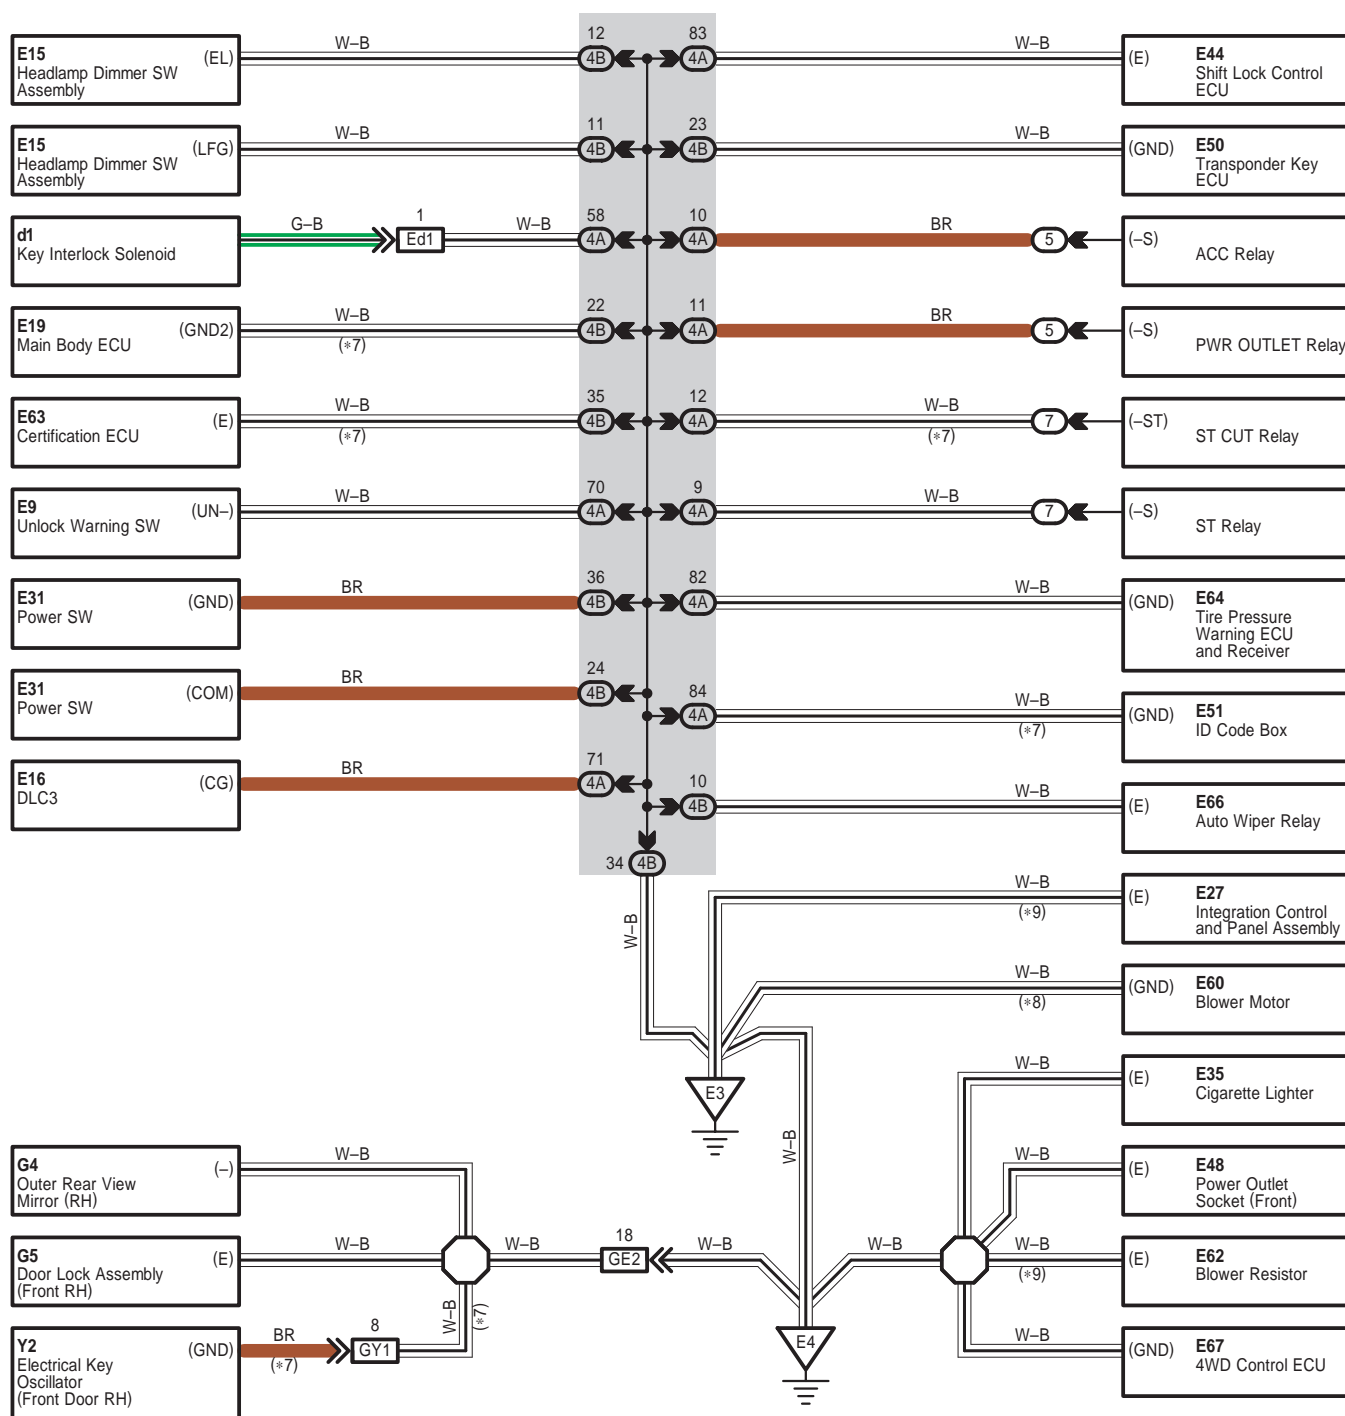 W–B 12 83 W–B
E15 (EL) 4B 4A (E) E44
Headlamp Dimmer SW
Assembly
Shift Lock Control
ECU
W–B 11 23 W–B
E15 (LFG) 4B 4B (GND) E50
Headlamp Dimmer SW
Assembly
Transponder Key
ECU
G–B 1 W–B 58 10 BR
d1 Ed1 4A 4A 5 (–S)
Key Interlock Solenoid
ACC Relay
W–B 22 11 BR
E19 (GND2) 4B 4A 5 (–S)
Main Body ECU (*7)
PWR OUTLET Relay
W–B 35 12 W–B
E63 (E) 4B 4A 7 (–ST)
Certification ECU (*7) (*7)
ST CUT Relay
W–B 70 9 W–B
E9 (UN–) 4A 4A 7 (–S)
Unlock Warning SW
ST Relay
BR 36 82 W–B
E31 (GND) 4B 4A (GND) E64
Power SW
Tire Pressure
Warning ECU
and Receiver
BR 24
E31 (COM) 4B
Power SW
84 W–B
4A (GND) E51
(*7) ID Code Box
BR 71
E16 (CG) 4A
DLC3
10 W–B
4B (E) E66
Auto Wiper Relay
34 4B
W–B
W–B
(E) E27
(*9) Integration Control
and Panel Assembly
W–B
(GND) E60
(*8) Blower Motor
W–B
(E) E35
Cigarette Lighter
E3
W–B
W–B
G4 (–)
Outer Rear View
Mirror (RH)
W–B
(E) E48
Power Outlet
Socket (Front)
W–B W–B 18 W–B W–B W–B
G5 (E) GE2 (E) E62
Door Lock Assembly
(Front RH)
(*9) Blower Resistor
W–B
(*7)
BR 8
Y2 (GND) GY1
(*7)
Electrical Key
Oscillator
(Front Door RH)
E4
W–B
(GND) E67
4WD Control ECU